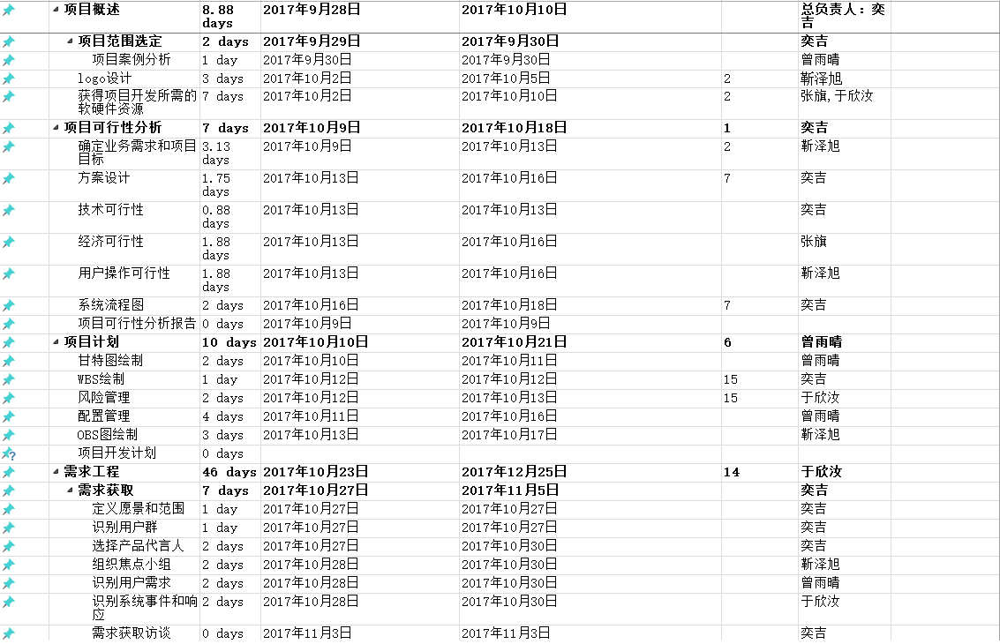 项目概述 8.88 days 2017年9月28日 2017年10月10日 总负责人：奕吉
项目范围选定 2 days 2017年9月29日 2017年9月30日 奕吉
项目案例分析 1 day 2017年9月30日 2017年9月30日 曾雨晴
logo设计 3 days 2017年10月2日 2017年10月5日 2 靳泽旭
获得项目开发所需的软硬件资源 7 days 2017年10月2日 2017年10月10日 2 张旗,于欣汝
项目可行性分析 7 days 2017年10月9日 2017年10月18日 1 奕吉
确定业务需求和项目目标 3.13 days 2017年10月9日 2017年10月13日 2 靳泽旭
方案设计 1.75 days 2017年10月13日 2017年10月16日 7 奕吉
技术可行性 0.88 days 2017年10月13日 2017年10月13日 奕吉
经济可行性 1.88 days 2017年10月13日 2017年10月16日 张旗
用户操作可行性 1.88 days 2017年10月13日 2017年10月16日 靳泽旭
系统流程图 2 days 2017年10月16日 2017年10月18日 7 奕吉
项目可行性分析报告 0 days 2017年10月9日 2017年10月9日
项目计划 10 days 2017年10月10日 2017年10月21日 6 曾雨晴
甘特图绘制 2 days 2017年10月10日 2017年10月11日 曾雨晴
WBS绘制 1 day 2017年10月12日 2017年10月12日 15 奕吉
风险管理 2 days 2017年10月12日 2017年10月13日 15 于欣汝
配置管理 4 days 2017年10月11日 2017年10月16日 曾雨晴
OBS图绘制 3 days 2017年10月13日 2017年10月17日 靳泽旭
项目开发计划 0 days
需求工程 46 days 2017年10月23日 2017年12月25日 14 于欣汝
需求获取 7 days 2017年10月27日 2017年11月5日 奕吉
定义愿景和范围 1 day 2017年10月27日 2017年10月27日 奕吉
识别用户群 1 day 2017年10月27日 2017年10月27日 奕吉
选择产品代言人 2 days 2017年10月27日 2017年10月30日 奕吉
组织焦点小组 2 days 2017年10月28日 2017年10月30日 靳泽旭
识别用户需求 2 days 2017年10月28日 2017年10月30日 曾雨晴
识别系统事件和响应 2 days 2017年10月28日 2017年10月30日 于欣汝
需求获取访谈 0 days 2017年11月3日 2017年11月3日 奕吉